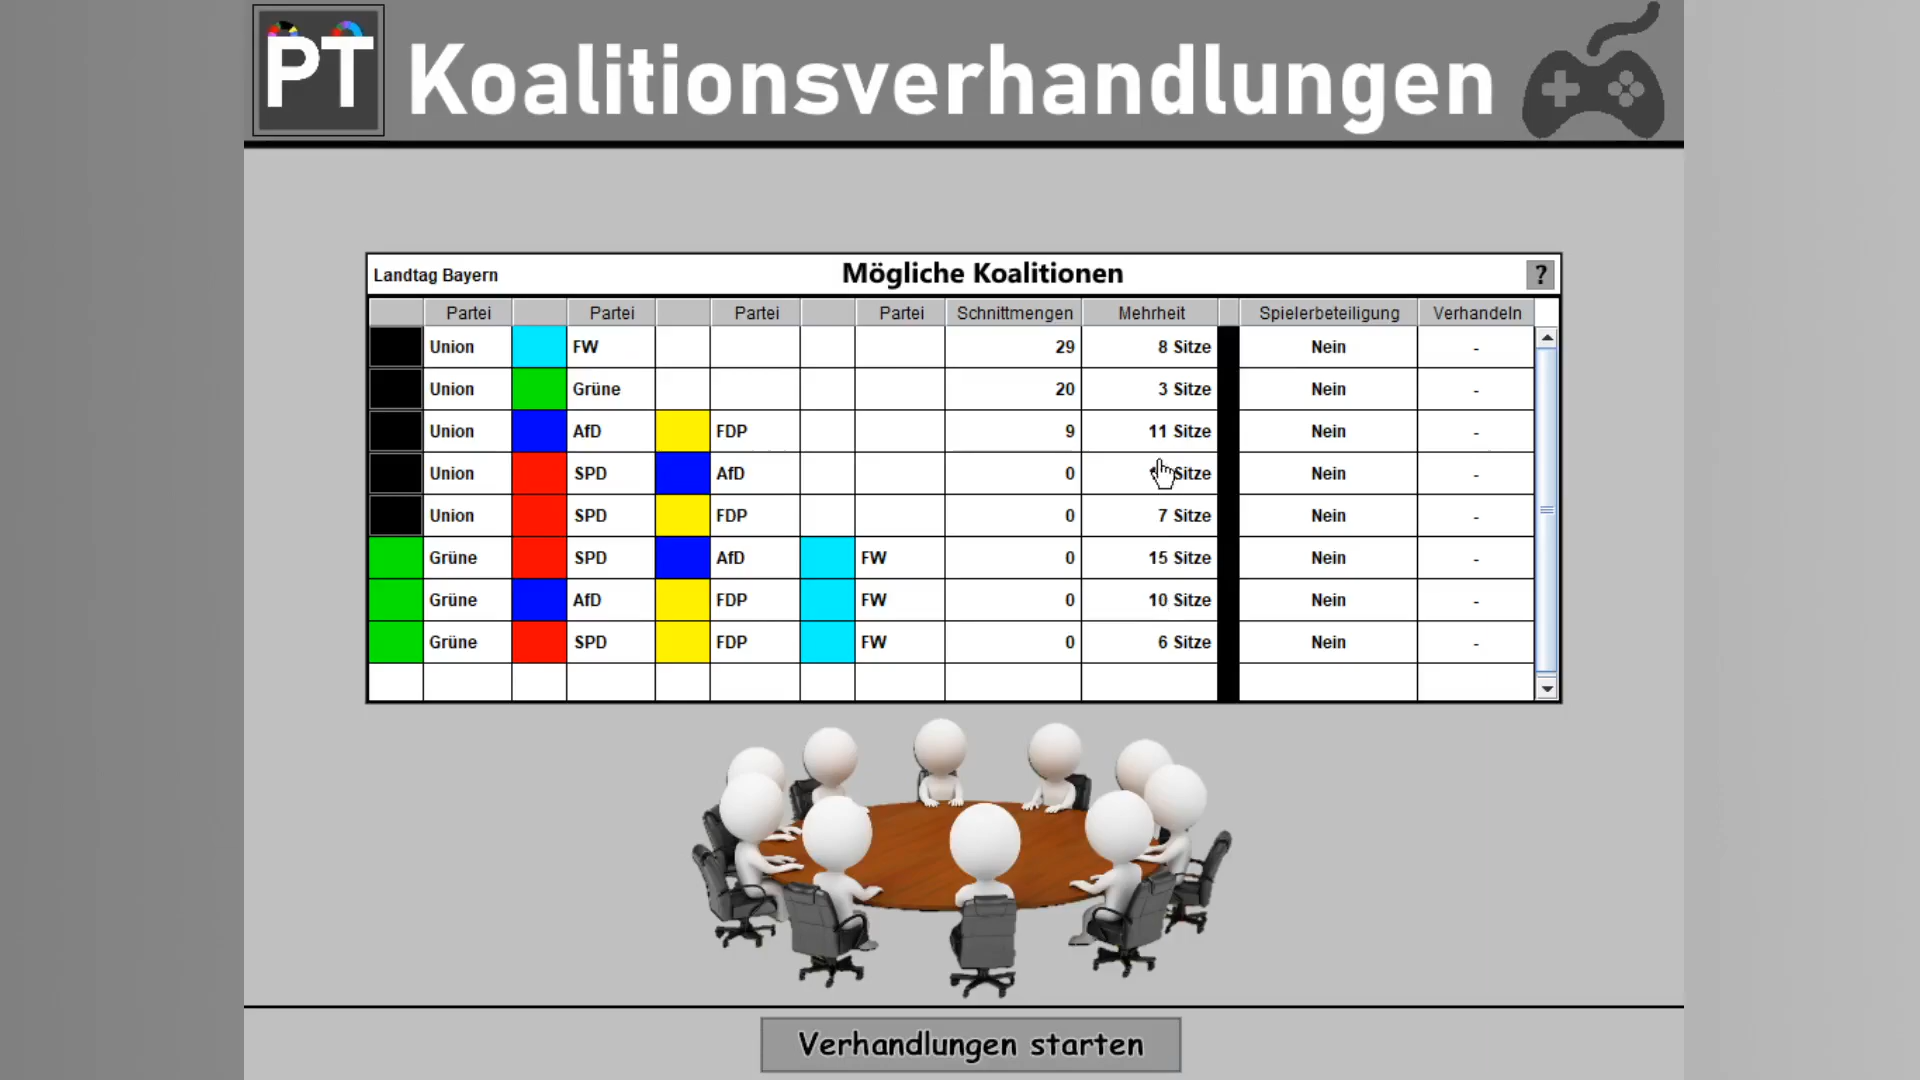 PT Koalitionsverhandlungen
Landtag Bayern Mögliche Koalitionen ?
Partei Partei Partei Partei Schnittmengen Mehrheit Spielerbeteiligung Verhandeln
Union FW 29 8 Sitze Nein -
Union Grüne 20 3 Sitze Nein -
Union AfD FDP 9 11 Sitze Nein -
Union SPD AfD 0 Sitze Nein -
Union SPD FDP 0 7 Sitze Nein -
Grüne SPD AfD FW 0 15 Sitze Nein -
Grüne AfD FDP FW 0 10 Sitze Nein -
Grüne SPD FDP FW 0 6 Sitze Nein -
Verhandlungen starten